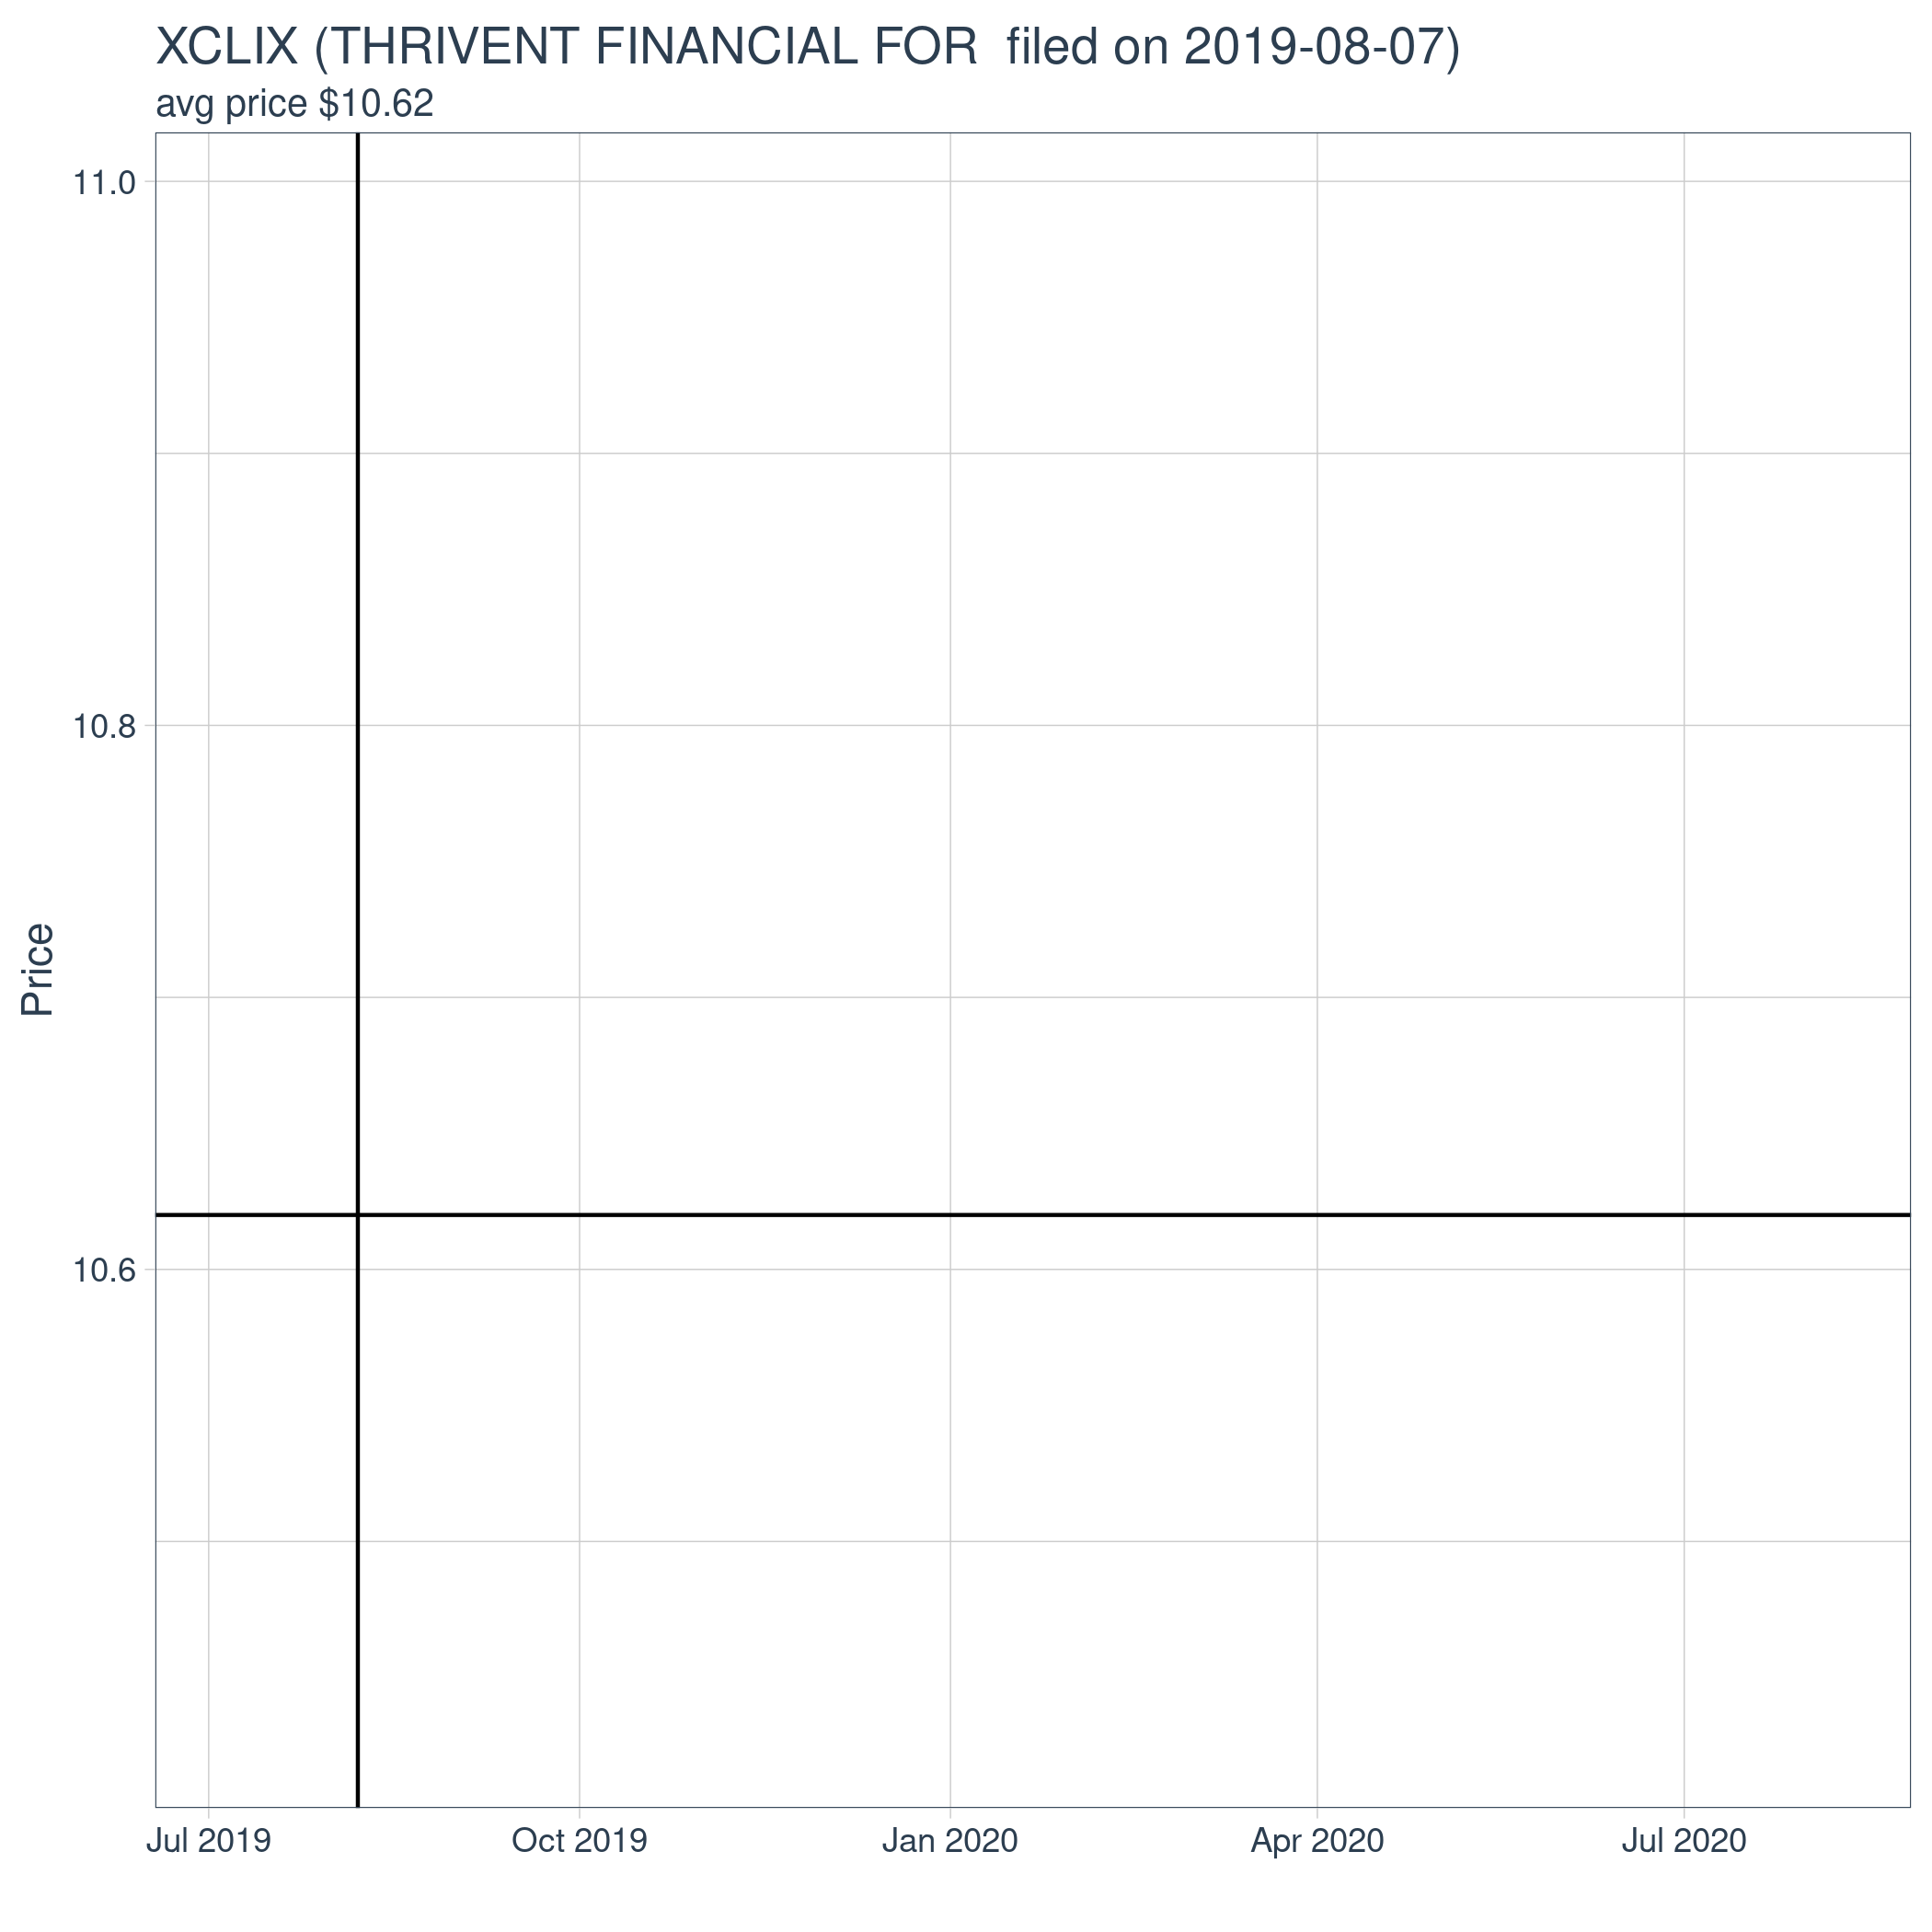 XCLIX (THRIVENT FINANCIAL FOR  filed on 2019-08-07)
avg price $10.62
11.0
10.8
Price
10.6
Jul 2019 Oct 2019 Jan 2020 Apr 2020 Jul 2020